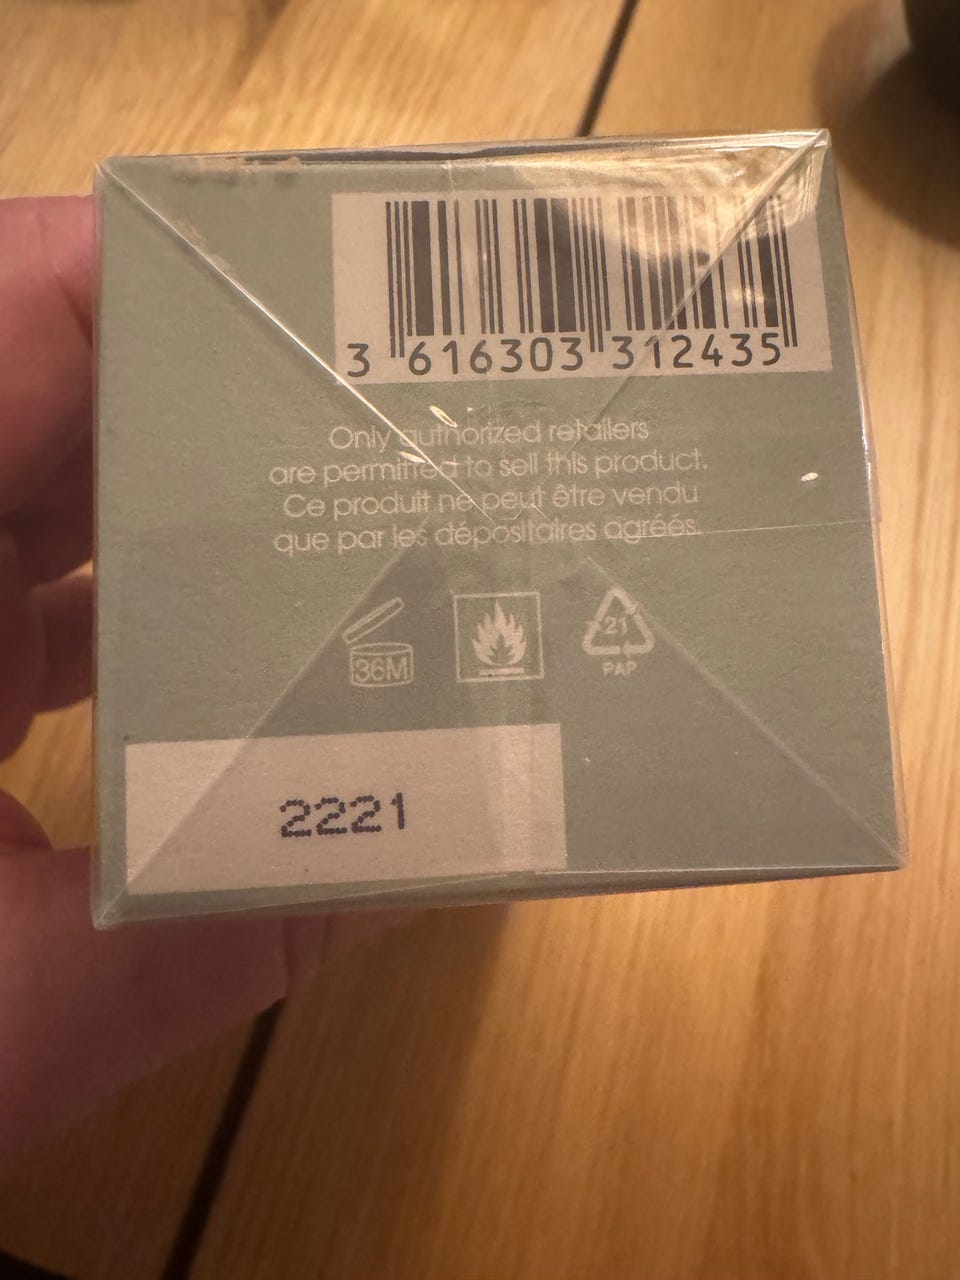 3 616303 312435
Only authorized retailers
are permitted to sell this product.
Ce produit ne peut être vendu
que par les dépositaires agréés.
36M
21
PAP
2221